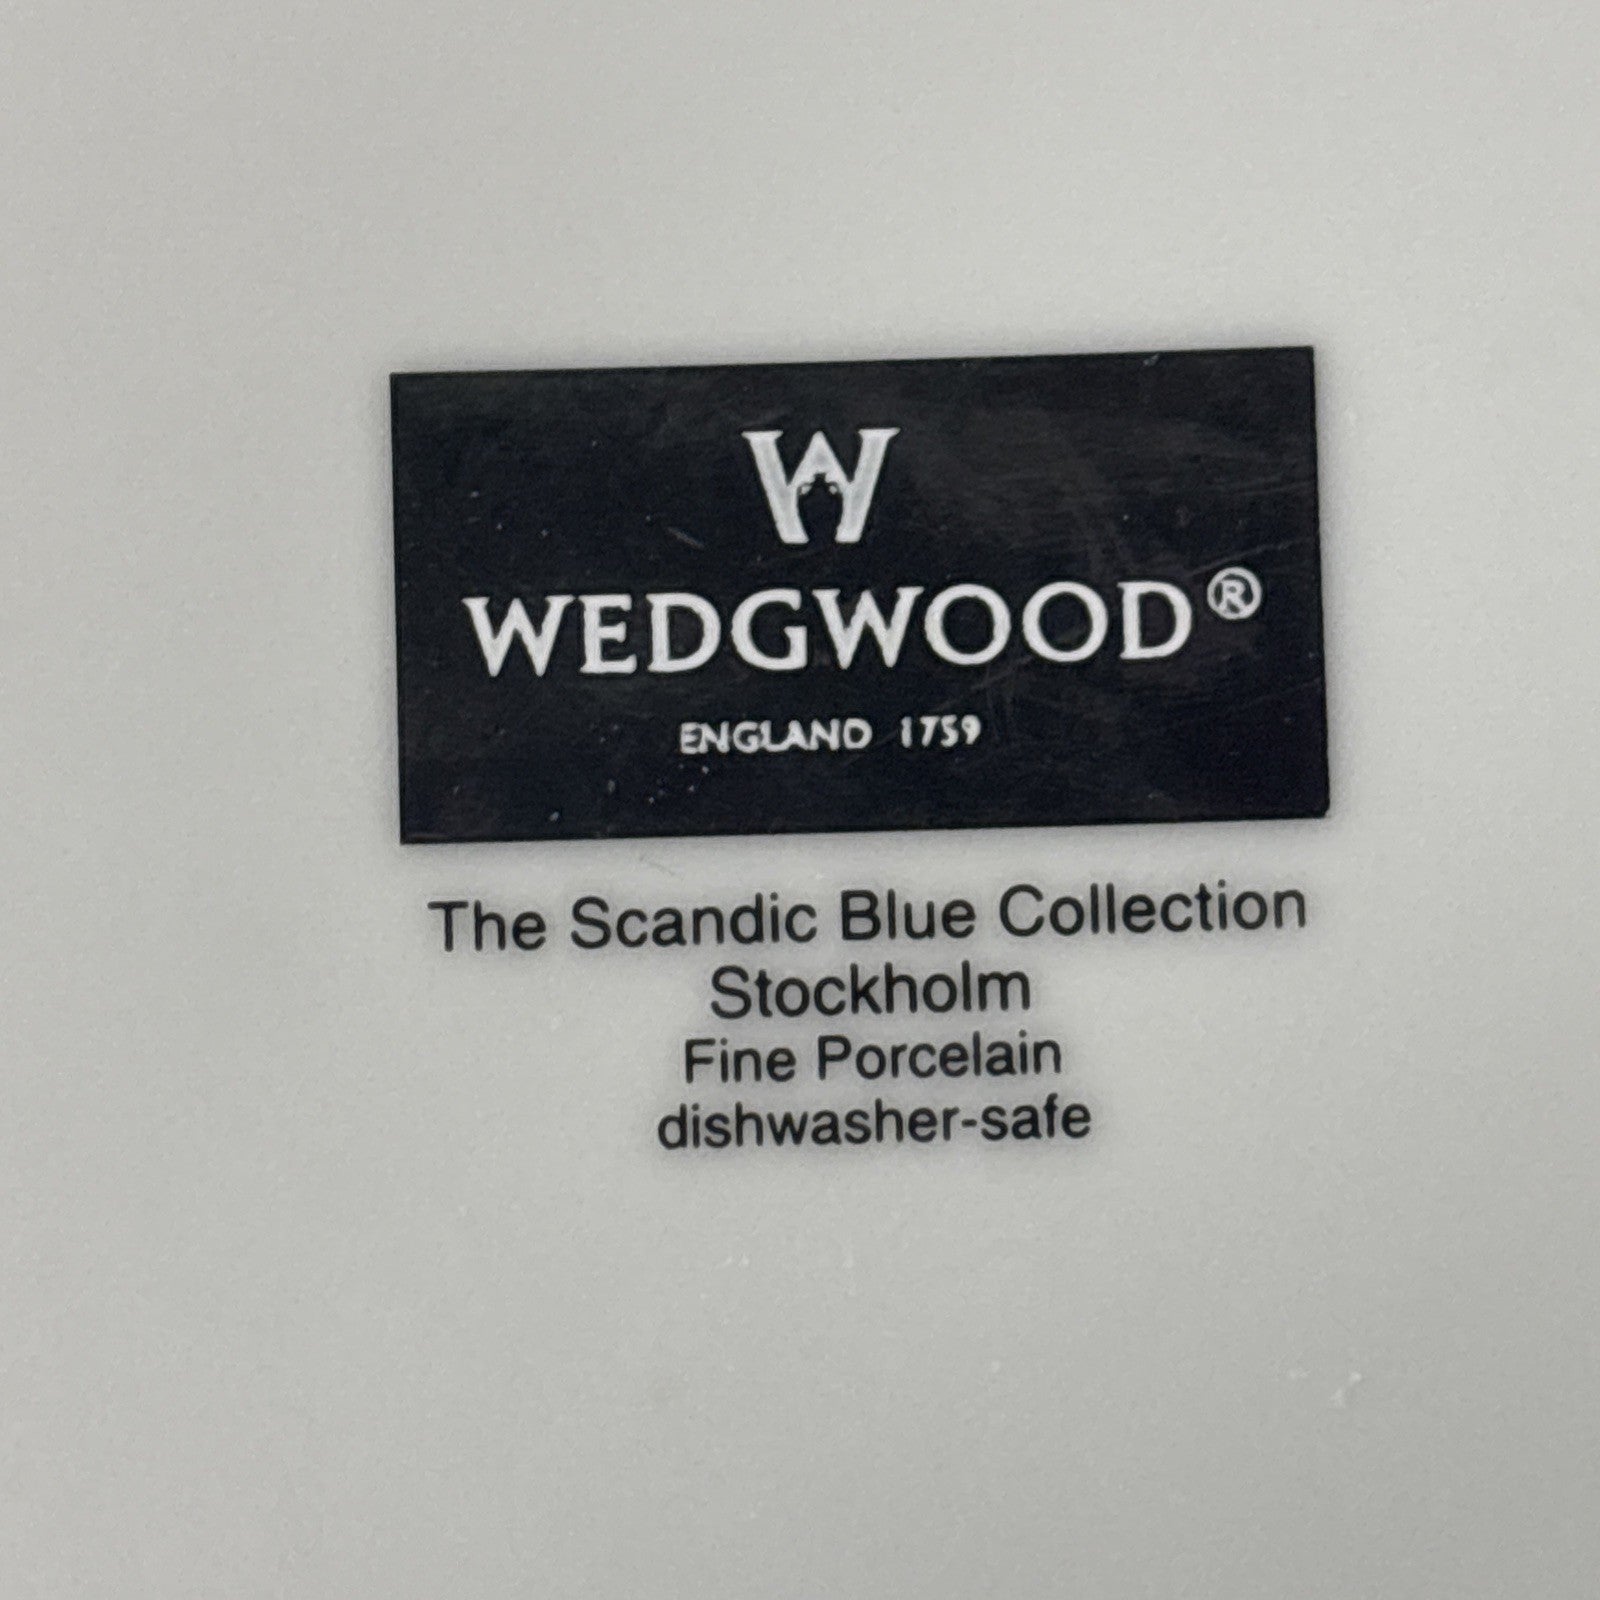 W
WEDGWOOD®
ENGLAND 1759
The Scandic Blue Collection
Stockholm
Fine Porcelain
dishwasher-safe